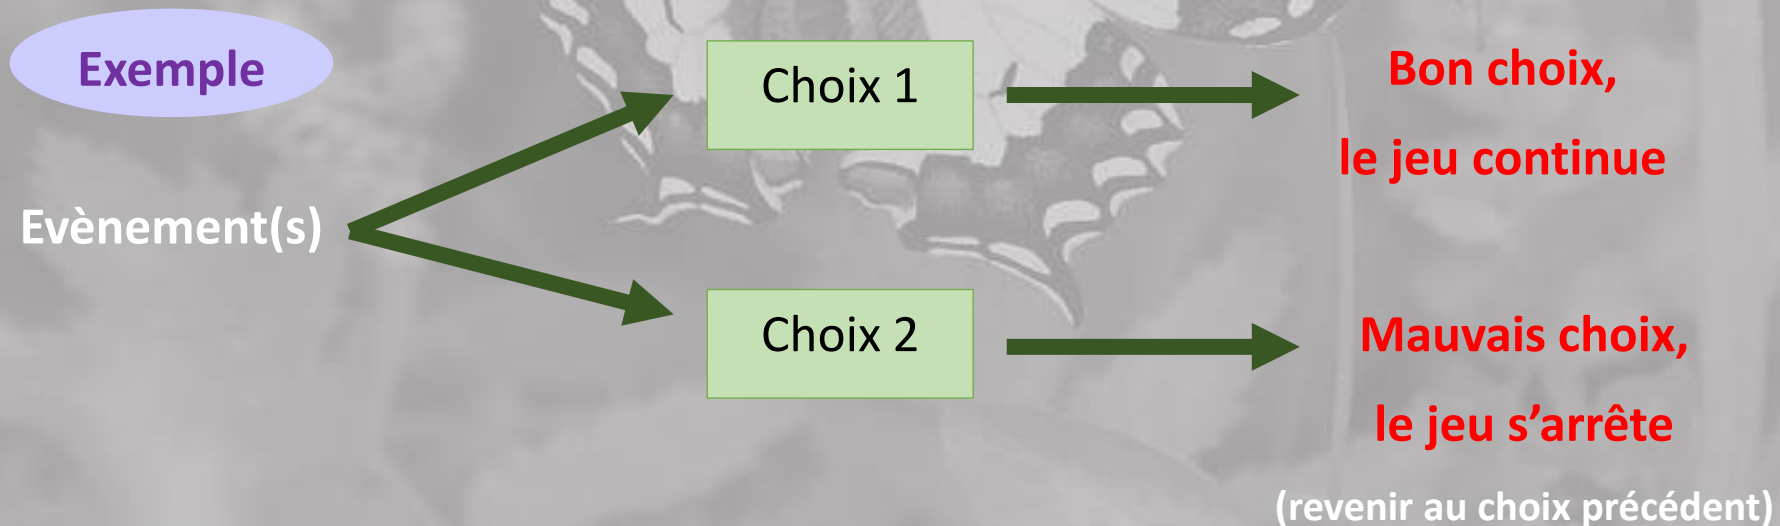 Exemple
Choix 1
Bon choix,
le jeu continue
Evènement(s)
Choix 2
Mauvais choix,
le jeu s’arrête
(revenir au choix précédent)